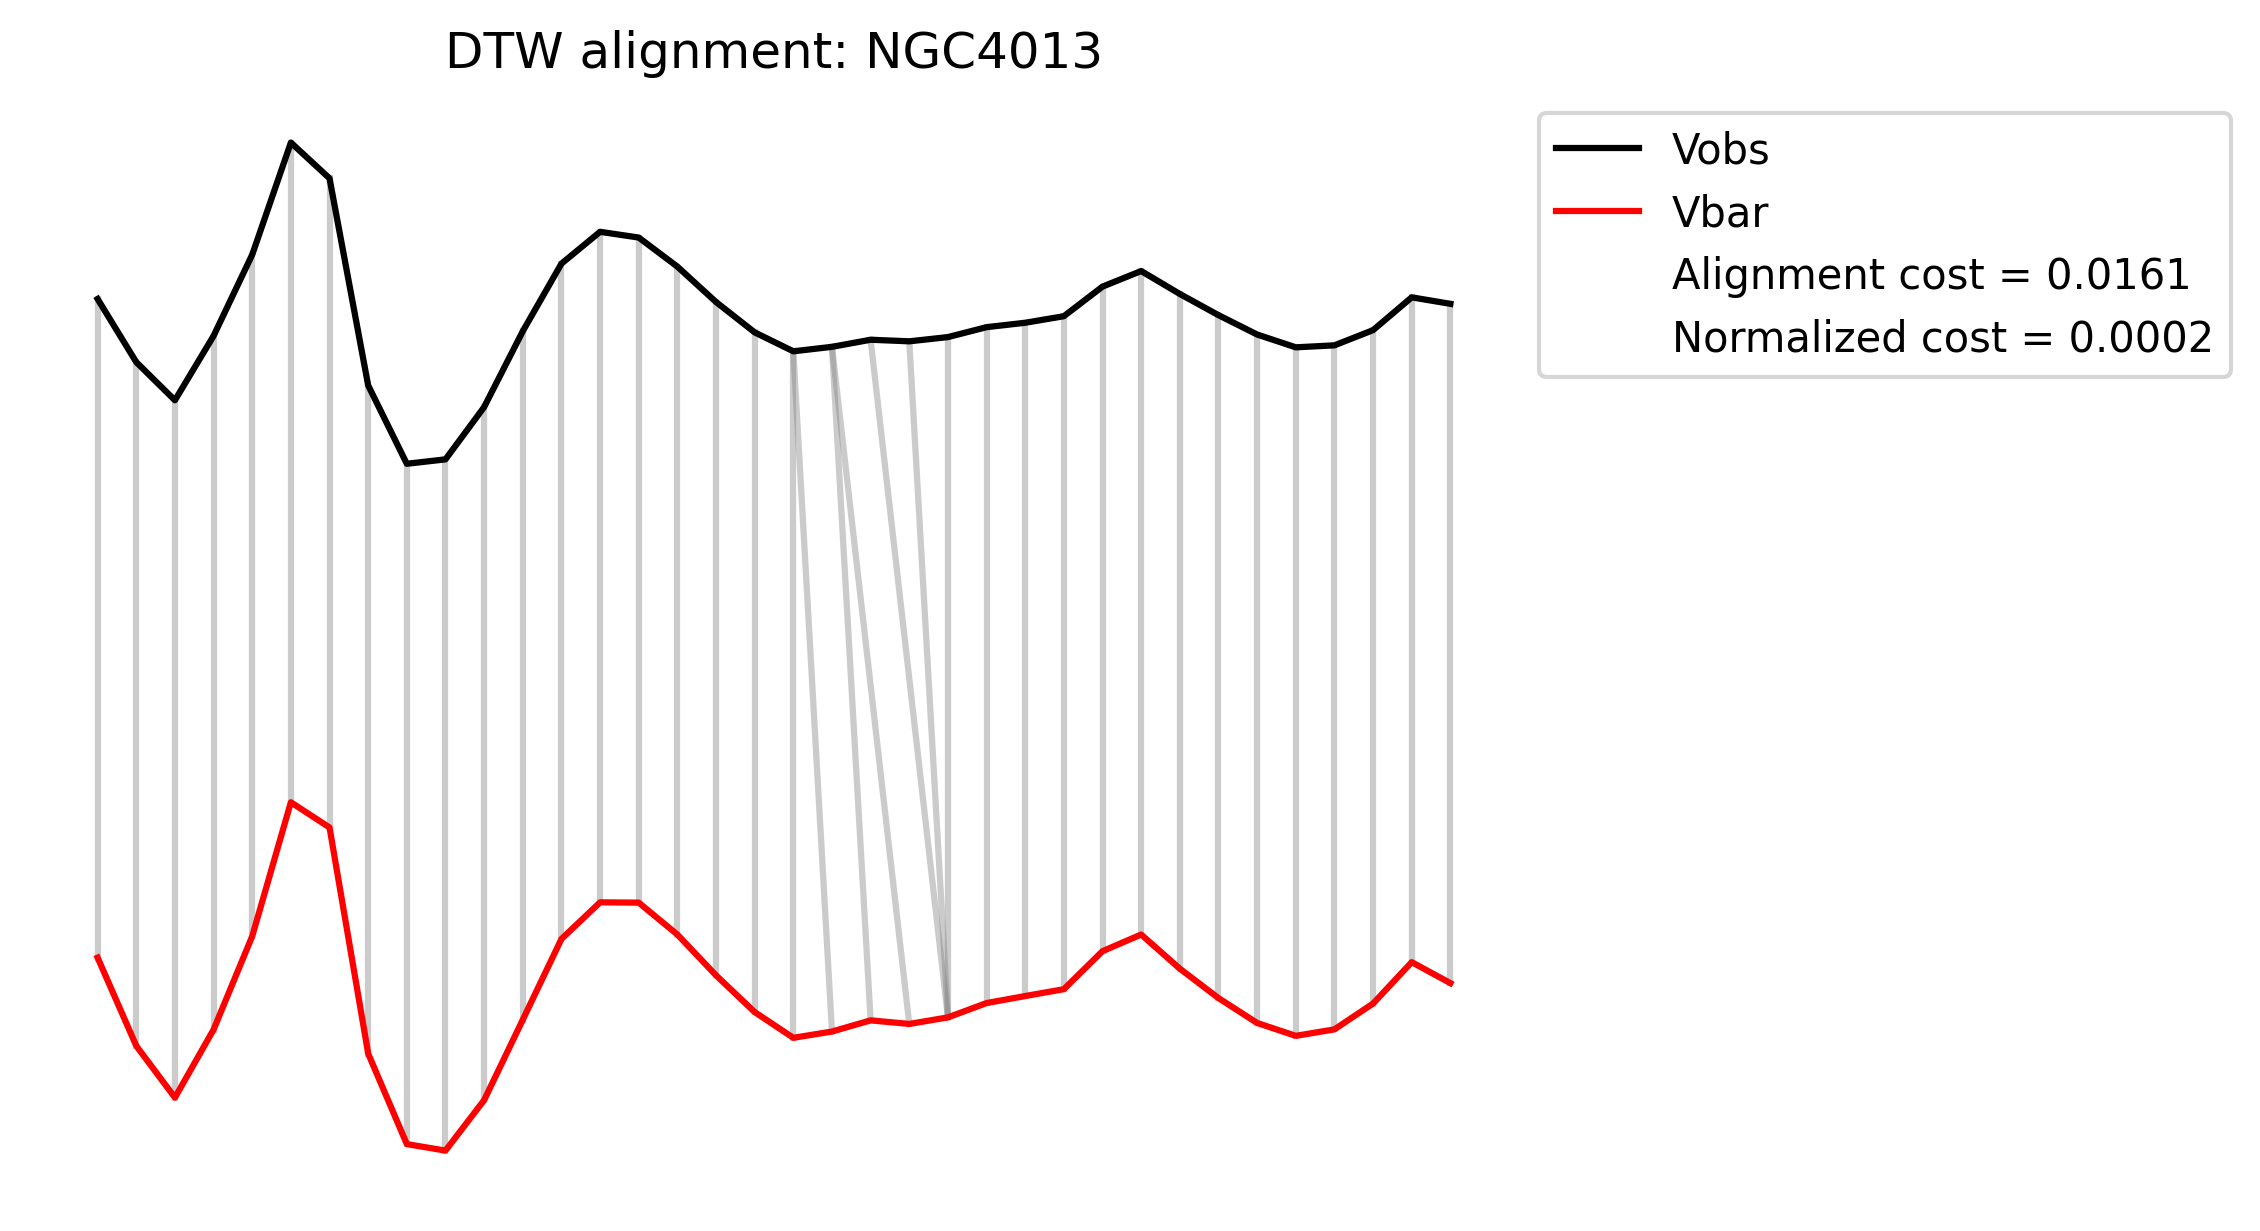 DTW alignment: NGC4013
Vobs
Vbar
Alignment cost = 0.0161
Normalized cost = 0.0002